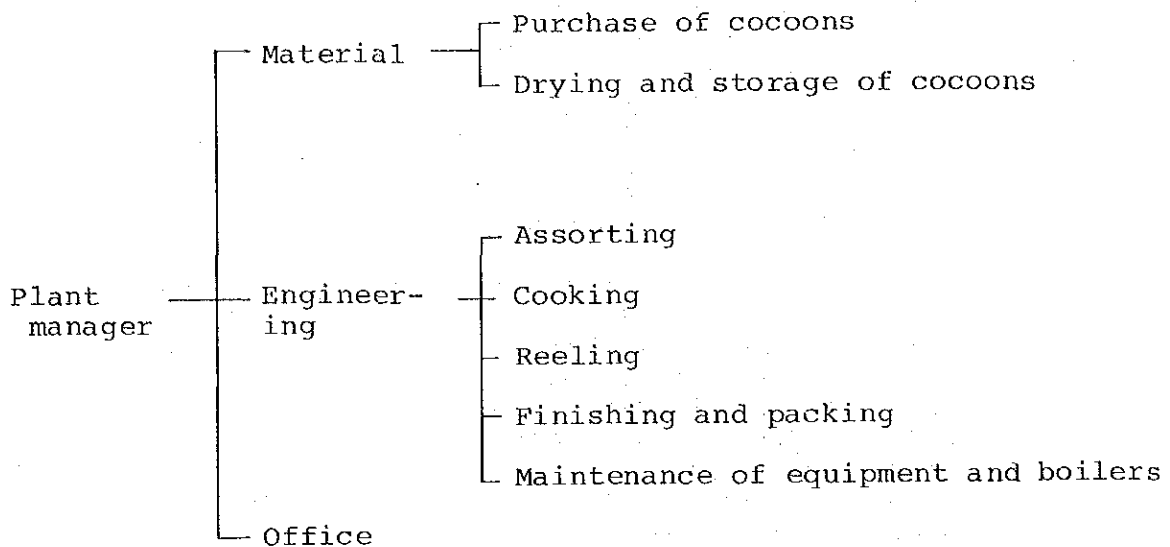 Purchase of cocoons
Material
Drying and storage of cocoons
Assorting
Plant
manager
Engineer-
ing
Cooking
Reeling
Finishing and packing
Maintenance of equipment and boilers
Office